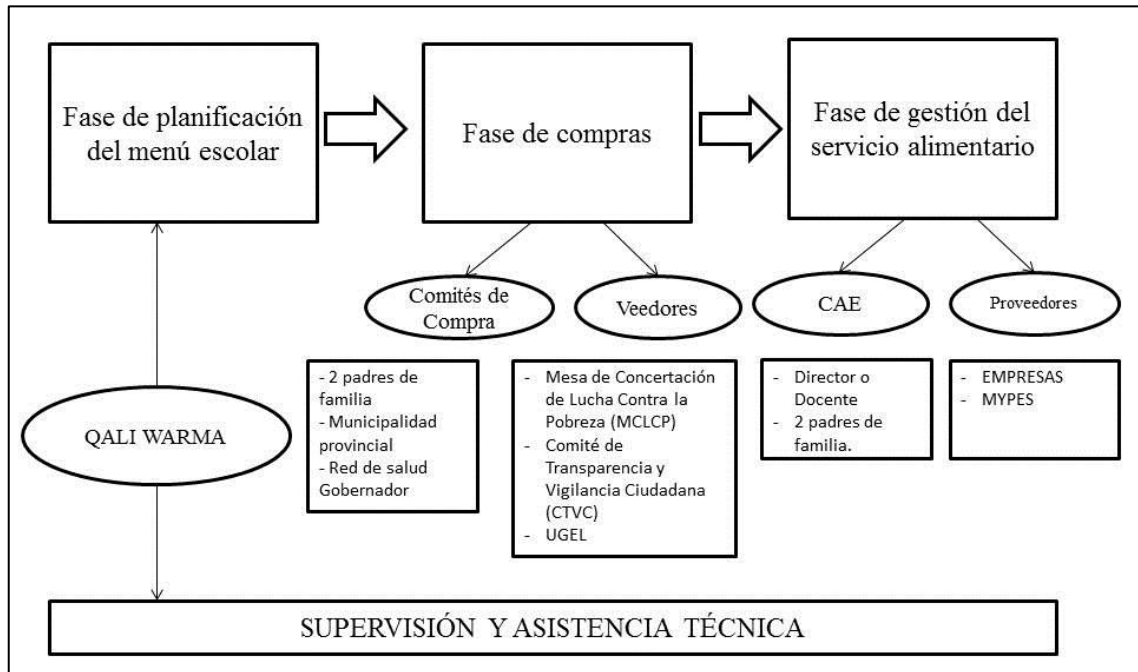 Fase de planificación
del menú escolar
Fase de compras
Fase de gestión del
servicio alimentario
Comités de
Compra
Veedores
CAE
Proveedores
QALI WARMA
- 2 padres de
familia
- Municipalidad
provincial
- Red de salud
Gobernador
- Mesa de Concertación
de Lucha Contra la
Pobreza (MCLCP)
- Comité de
Transparencia y
Vigilancia Ciudadana
(CTVC)
- UGEL
- Director o
Docente
- 2 padres de
familia.
- EMPRESAS
- MYPES
SUPERVISIÓN Y ASISTENCIA TÉCNICA